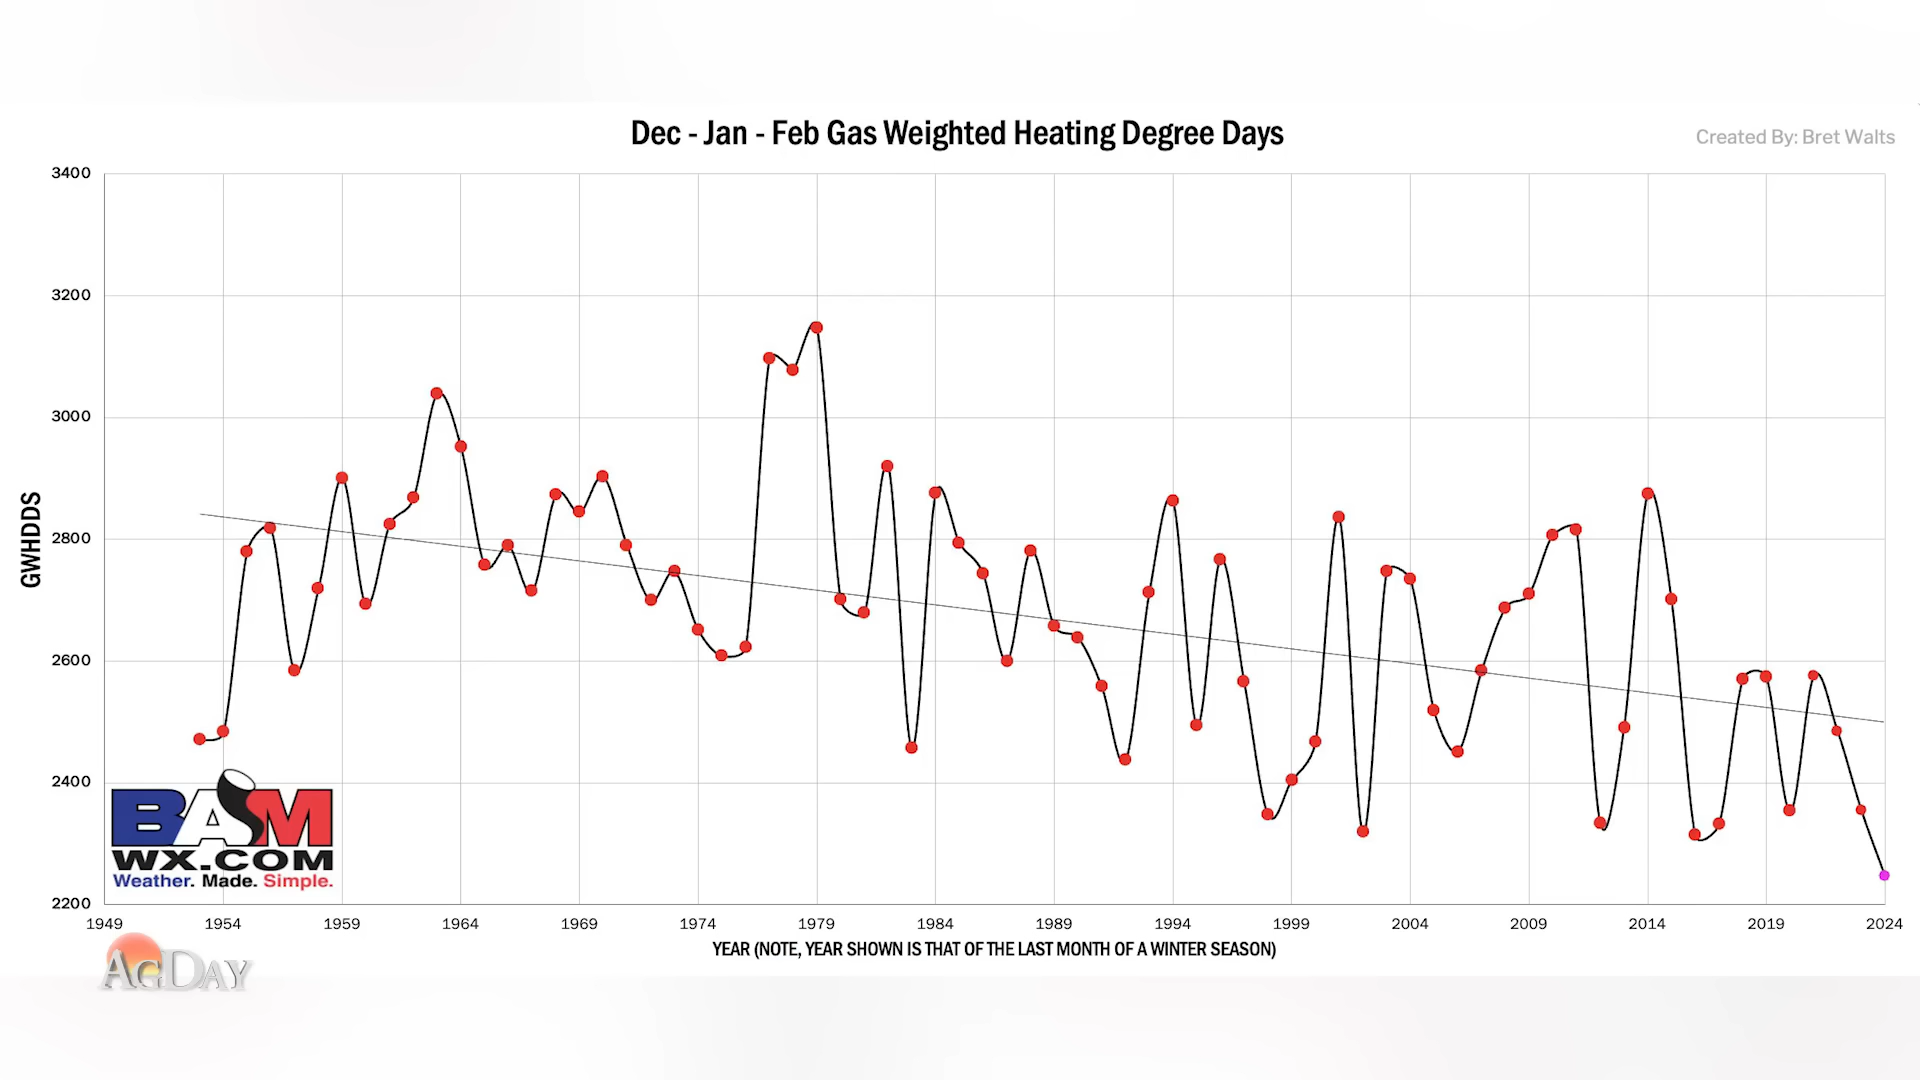 Dec - Jan - Feb Gas Weighted Heating Degree Days
Created By: Bret Walts
3400
3200
3000
2800
2600
2400
2200
GWHDDS
1949 1954 1959 1964 1969 1974 1979 1984 1989 1994 1999 2004 2009 2014 2019 2024
YEAR (NOTE, YEAR SHOWN IS THAT OF THE LAST MONTH OF A WINTER SEASON)
BAM
WX.COM
Weather. Made. Simple.
AGDAY